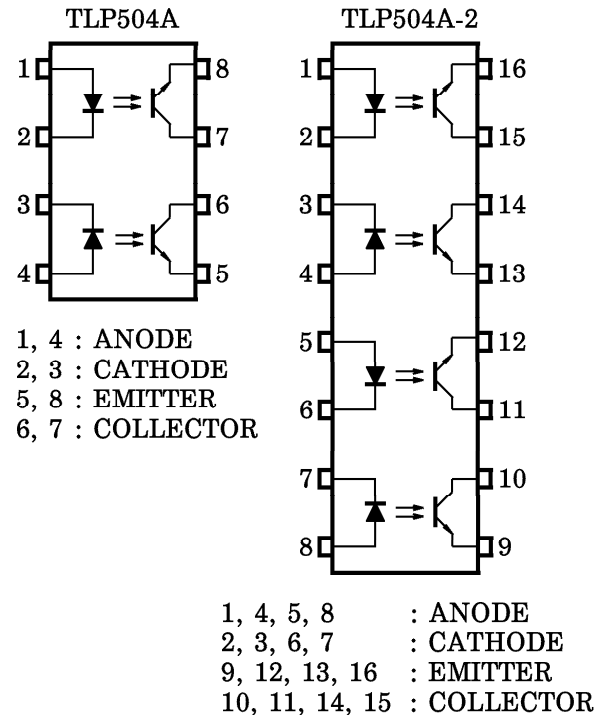 TLP504A
1
2
3
4
8
7
6
5
1, 4 : ANODE
2, 3 : CATHODE
5, 8 : EMITTER
6, 7 : COLLECTOR
TLP504A-2
1
2
3
4
5
6
7
8
16
15
14
13
12
11
10
9
1, 4, 5, 8 : ANODE
2, 3, 6, 7 : CATHODE
9, 12, 13, 16 : EMITTER
10, 11, 14, 15 : COLLECTOR